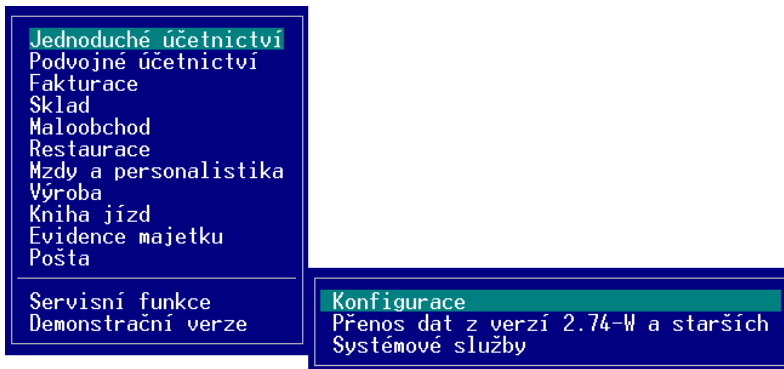 Jednoduché účetnictví
Podvojné účetnictví
Fakturace
Sklad
Maloobchod
Restaurace
Mzdy a personalistika
Výroba
Kniha jízd
Evidence majetku
Pošta
Servisní funkce
Demonstrační verze
Konfigurace
Přenos dat z verzí 2.74-W a starších
Systémové služby